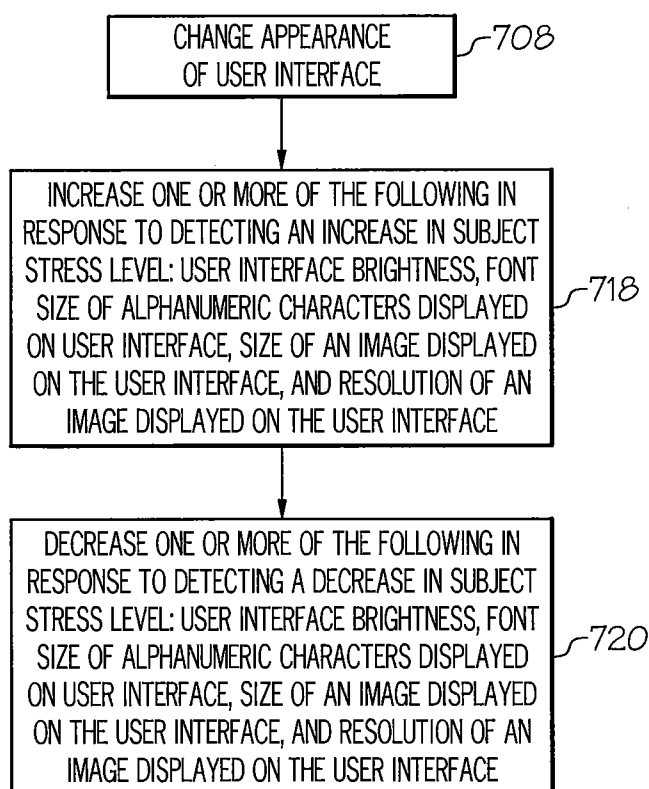 CHANGE APPEARANCE
OF USER INTERFACE
708
INCREASE ONE OR MORE OF THE FOLLOWING IN
RESPONSE TO DETECTING AN INCREASE IN SUBJECT
STRESS LEVEL: USER INTERFACE BRIGHTNESS, FONT
SIZE OF ALPHANUMERIC CHARACTERS DISPLAYED
ON USER INTERFACE, SIZE OF AN IMAGE DISPLAYED
ON THE USER INTERFACE, AND RESOLUTION OF AN
IMAGE DISPLAYED ON THE USER INTERFACE
718
DECREASE ONE OR MORE OF THE FOLLOWING IN
RESPONSE TO DETECTING A DECREASE IN SUBJECT
STRESS LEVEL: USER INTERFACE BRIGHTNESS, FONT
SIZE OF ALPHANUMERIC CHARACTERS DISPLAYED
ON USER INTERFACE, SIZE OF AN IMAGE DISPLAYED
ON THE USER INTERFACE, AND RESOLUTION OF AN
IMAGE DISPLAYED ON THE USER INTERFACE
720